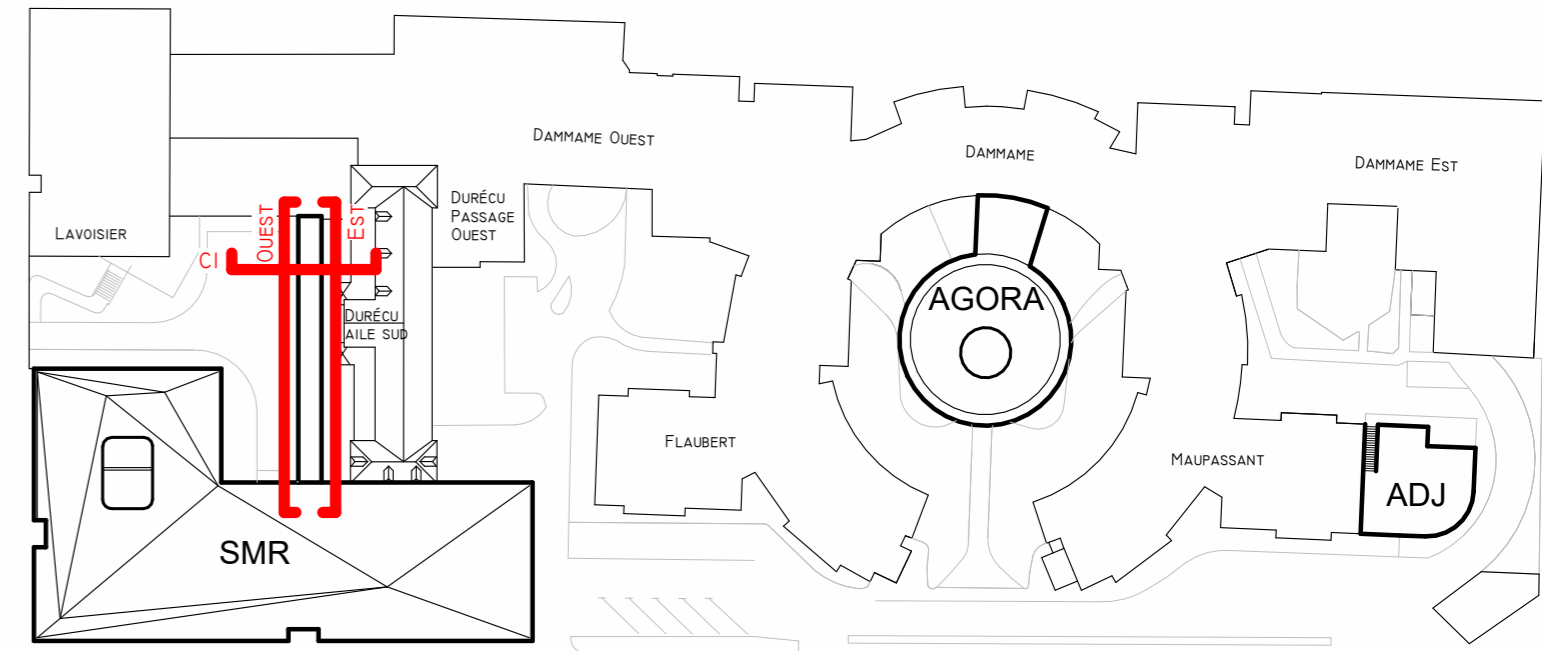 DAMMAME OUEST
DAMMAME
DAMMAME EST
LAVOISIER
OUEST
EST
CI
DURÉCU
PASSAGE
OUEST
DURÉCU
AILE SUD
AGORA
FLAUBERT
MAUPASSANT
ADJ
SMR